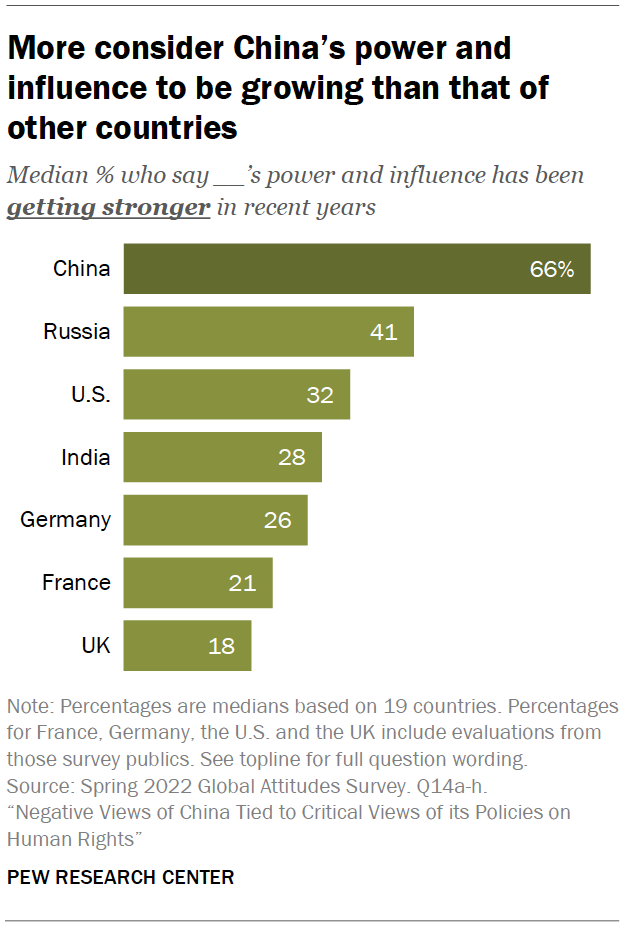 More consider China’s power and
influence to be growing than that of
other countries
Median % who say __’s power and influence has been
getting stronger in recent years
China 66%
Russia 41
U.S. 32
India 28
Germany 26
France 21
UK 18
Note: Percentages are medians based on 19 countries. Percentages
for France, Germany, the U.S. and the UK include evaluations from
those survey publics. See topline for full question wording.
Source: Spring 2022 Global Attitudes Survey. Q14a-h.
“Negative Views of China Tied to Critical Views of its Policies on
Human Rights”
PEW RESEARCH CENTER